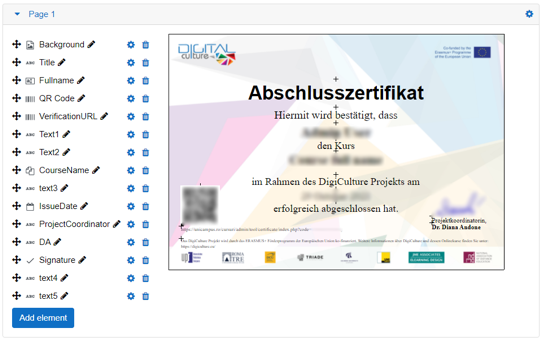 Page 1
Background
Title
Fullname
QR Code
VerificationURL
Text1
Text2
CourseName
text3
IssueDate
ProjectCoordinator
DA
Signature
text4
text5
Add element
DIGITAL
culture
Co-funded by the
Erasmus+ Programme
of the European Union
Abschlusszertifikat
Hiermit wird bestätigt, dass
Admin User
den Kurs
Course full name
im Rahmen des DigiCulture Projekts am
erfolgreich abgeschlossen hat.
Projektkoordinatorin,
Dr. Diana Andone
ROMA
TRE
TRIADE